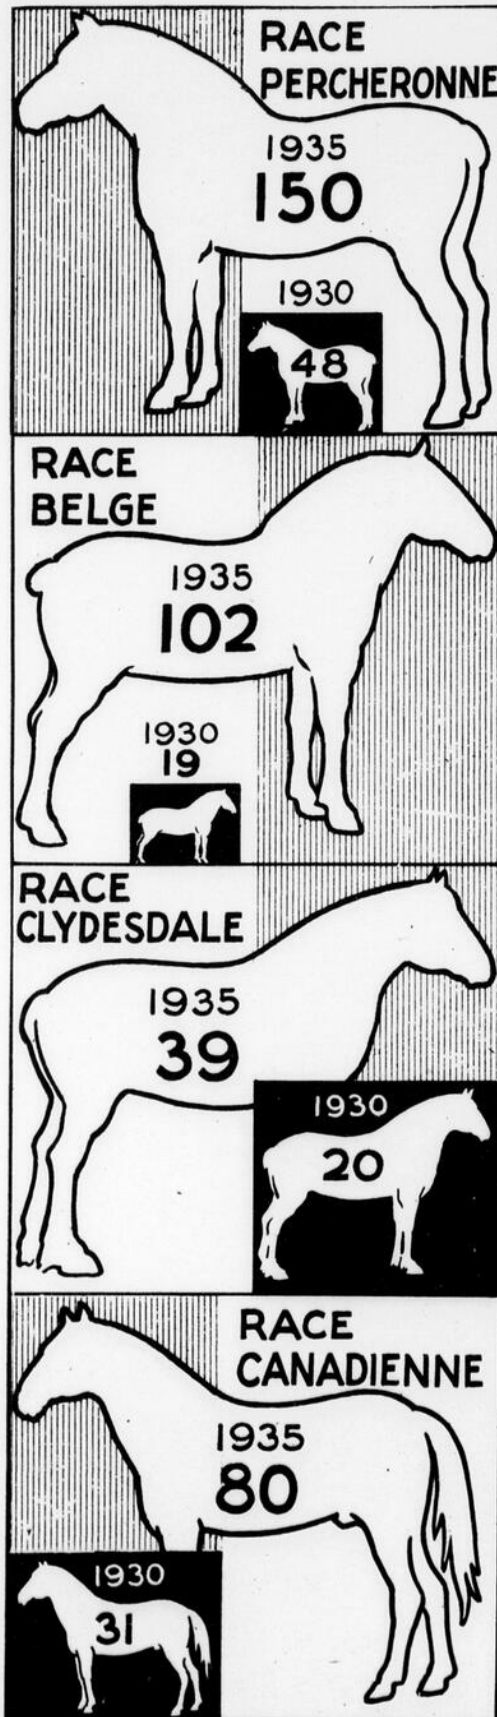 RACE
PERCHERONNE
1935
150
1930
48
RACE
BELGE
1935
102
1930
19
RACE
CLYDESDALE
1935
39
1930
20
RACE
CANADIENNE
1935
80
1930
31